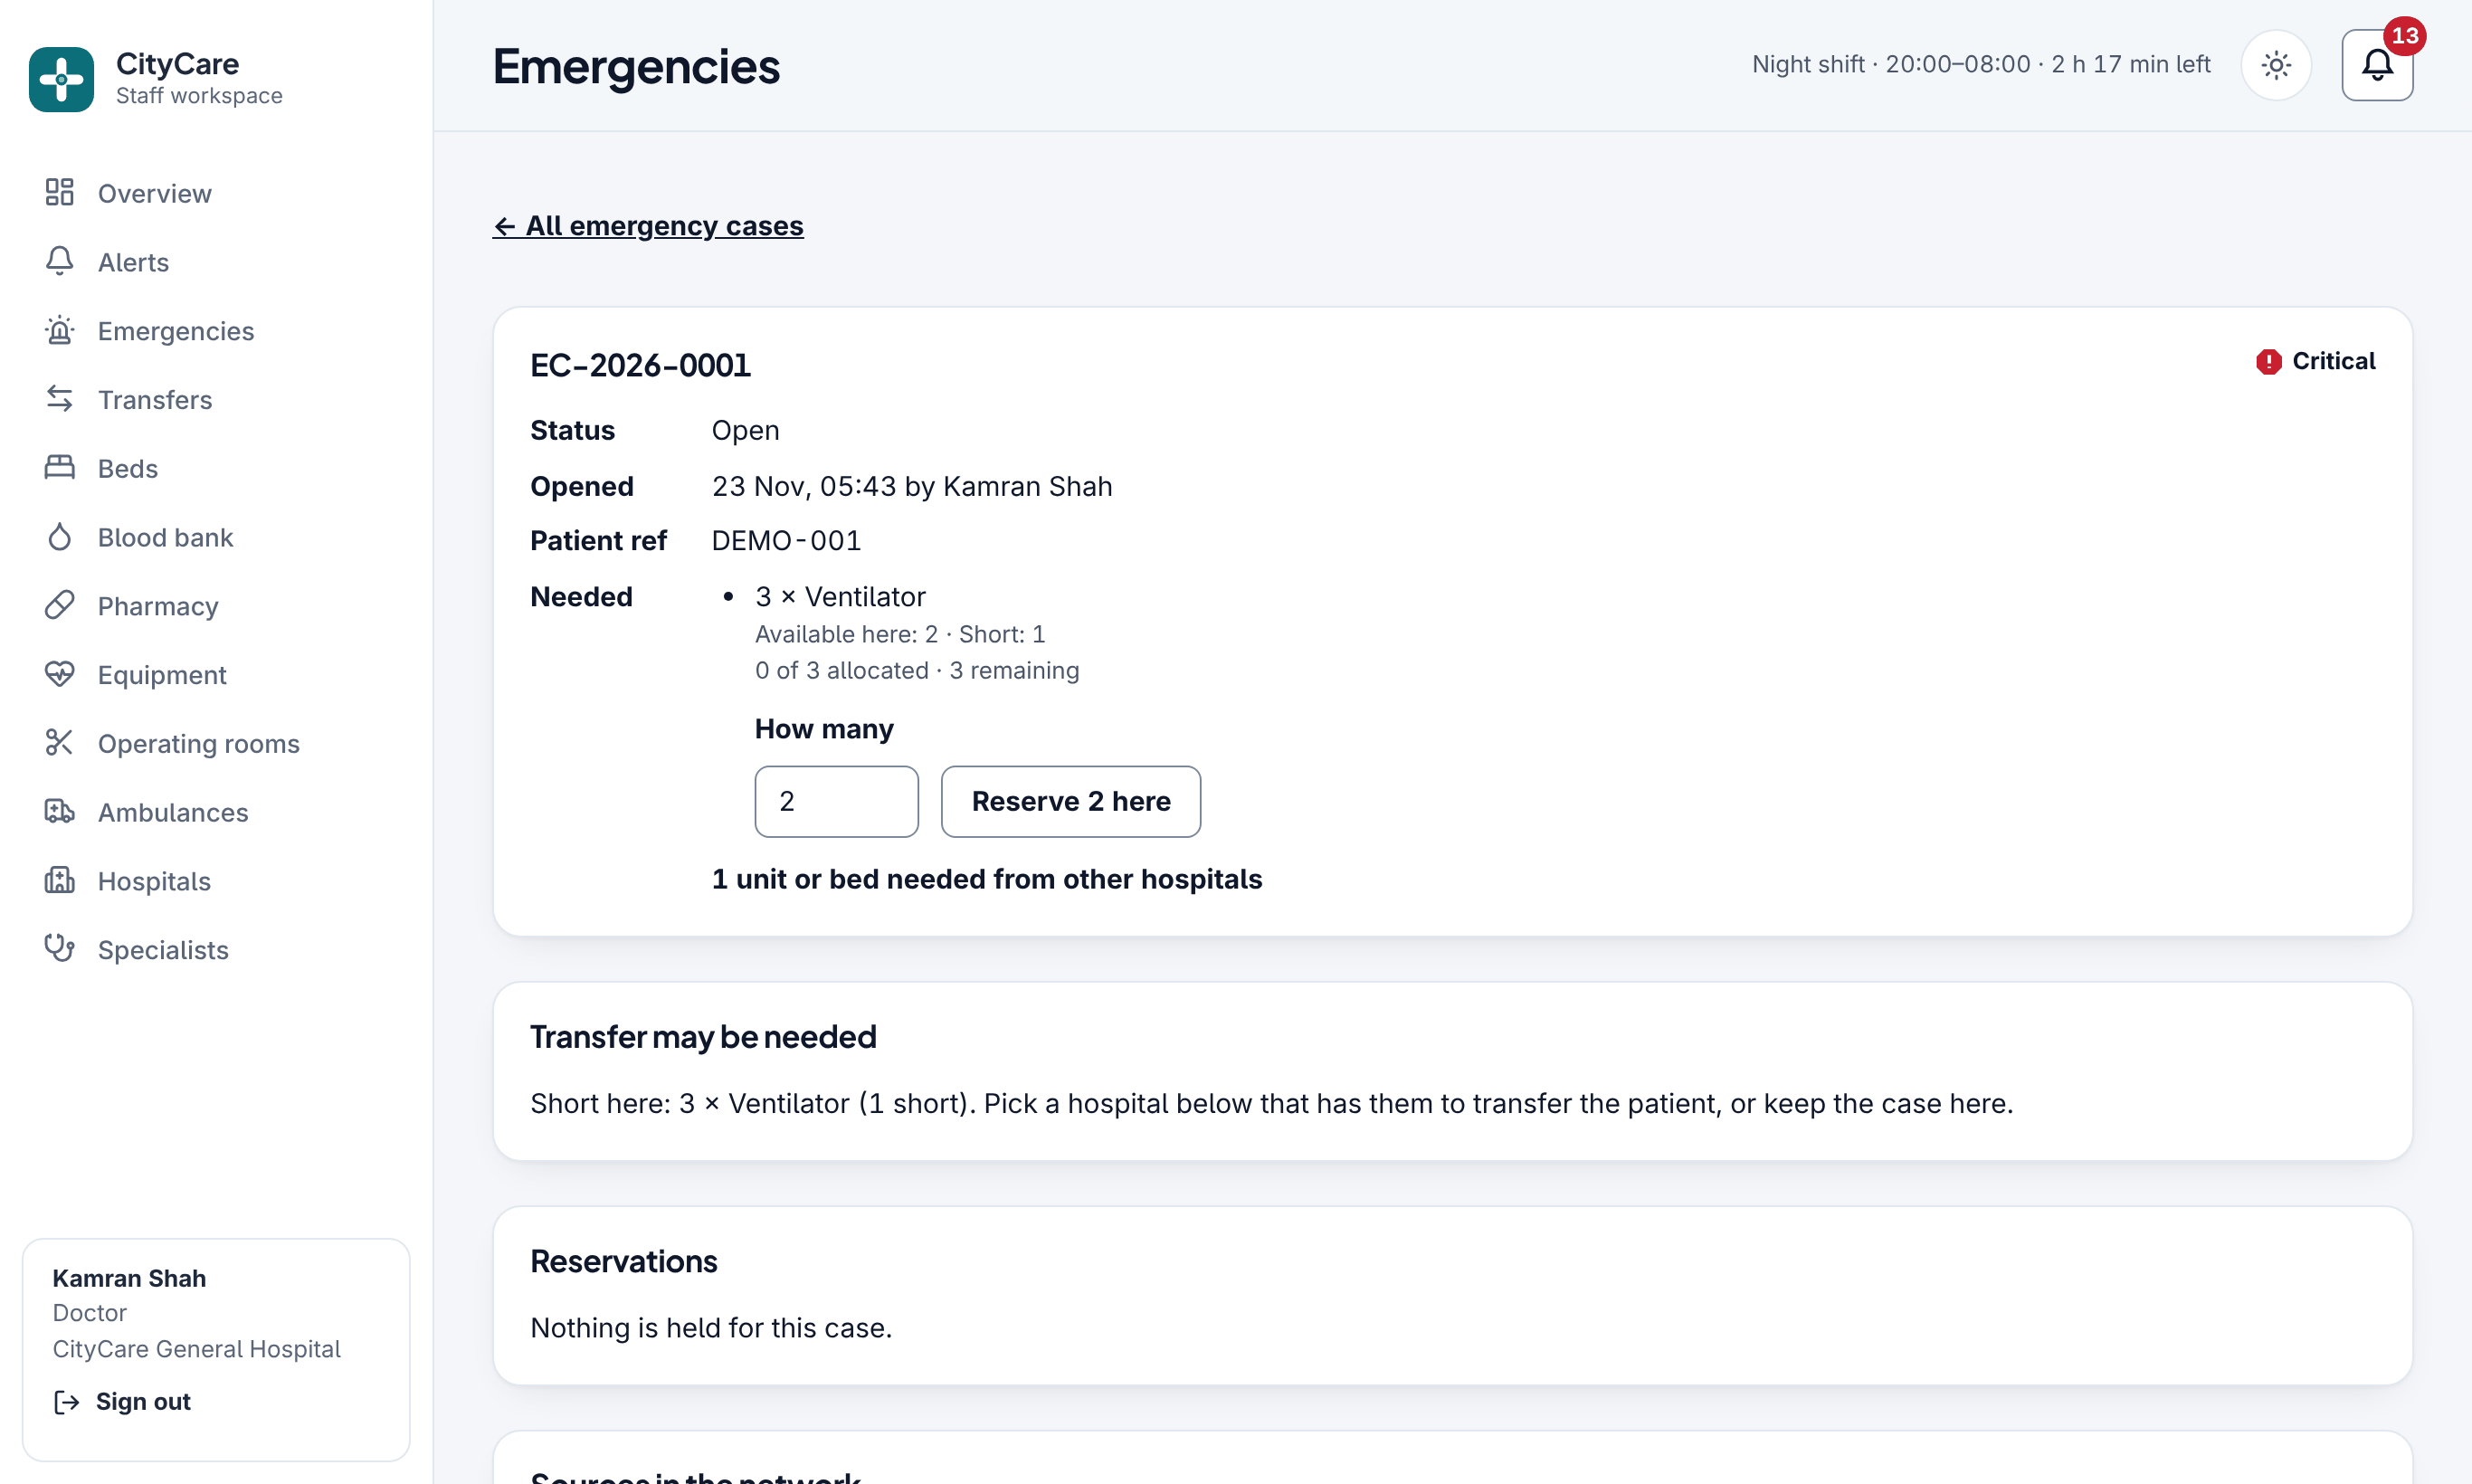 CityCare
Staff workspace
Overview
Alerts
Emergencies
Transfers
Beds
Blood bank
Pharmacy
Equipment
Operating rooms
Ambulances
Hospitals
Specialists
Kamran Shah
Doctor
CityCare General Hospital
Sign out
Emergencies
Night shift · 20:00–08:00 · 2 h 17 min left
13
← All emergency cases
EC-2026-0001
Critical
Status Open
Opened 23 Nov, 05:43 by Kamran Shah
Patient ref DEMO-001
Needed • 3 × Ventilator
Available here: 2 · Short: 1
0 of 3 allocated · 3 remaining
How many
2 Reserve 2 here
1 unit or bed needed from other hospitals
Transfer may be needed
Short here: 3 × Ventilator (1 short). Pick a hospital below that has them to transfer the patient, or keep the case here.
Reservations
Nothing is held for this case.
Sources in the network